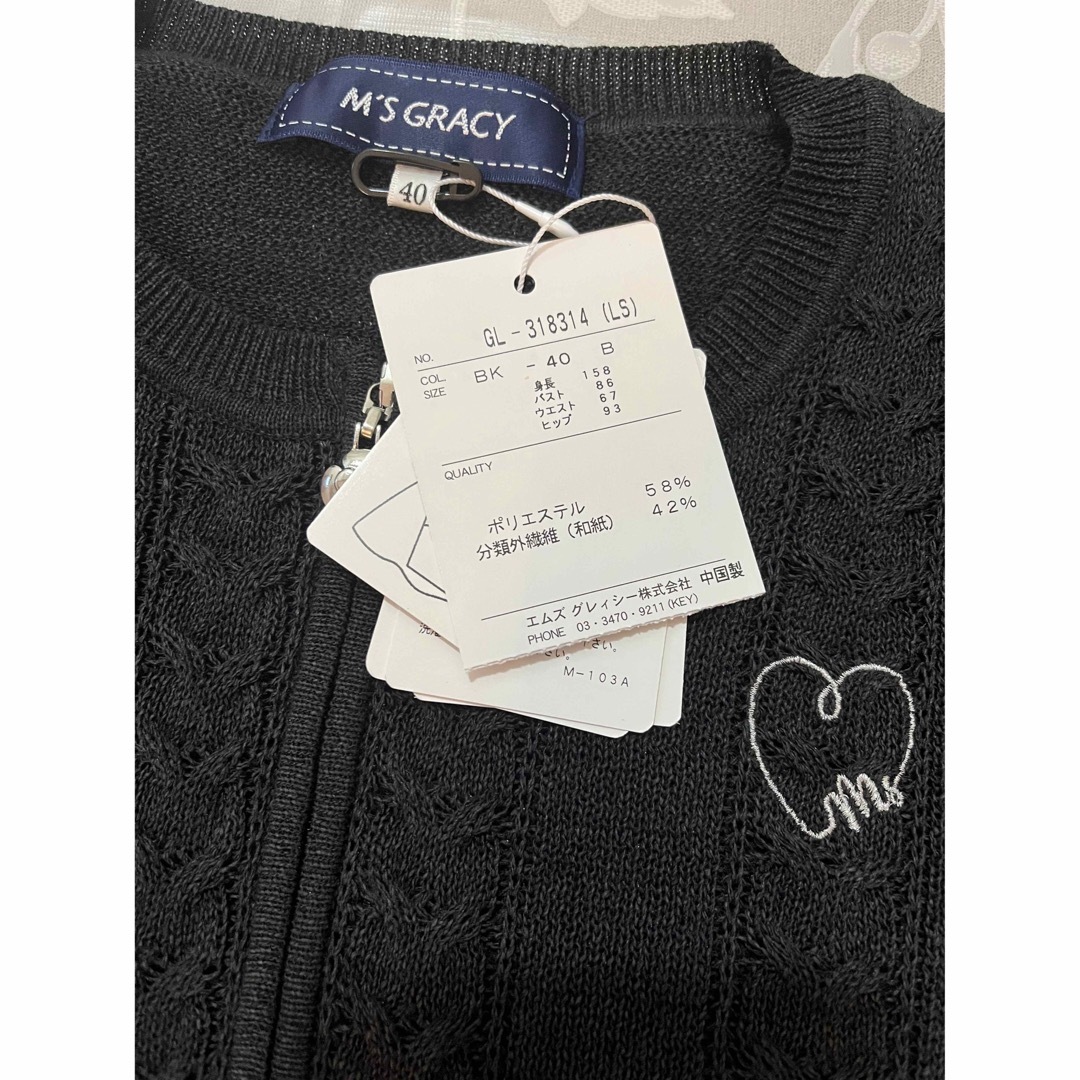 M'S GRACY
40
NO. GL-318314 (LS)
COL. SIZE BK - 40 B
身長 158
バスト 86
ウエスト 67
ヒップ 93
QUALITY
ポリエステル 58%
分類外繊維(和紙) 42%
エムズ グレィシー株式会社 中国製
PHONE 03・3470・9211(KEY)
さい。
M-103A
Ms